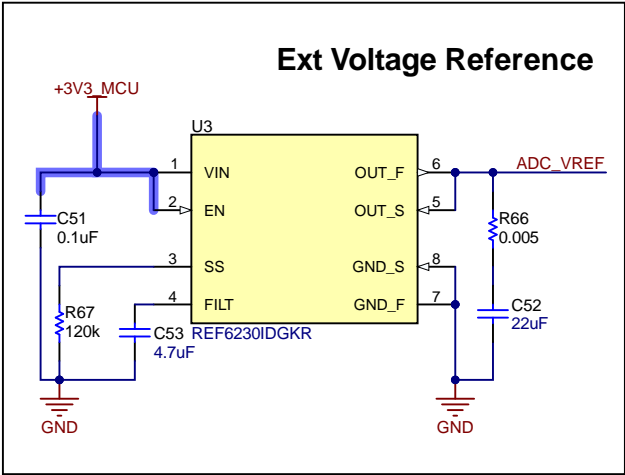 Ext Voltage Reference
+3V3_MCU
U3
1 VIN OUT_F 6 ADC_VREF
2 EN OUT_S 5
C51
0.1uF
R66
0.005
3 SS GND_S 8
4 FILT GND_F 7
R67
120k
C53
4.7uF
REF6230IDGKR
C52
22uF
GND
GND